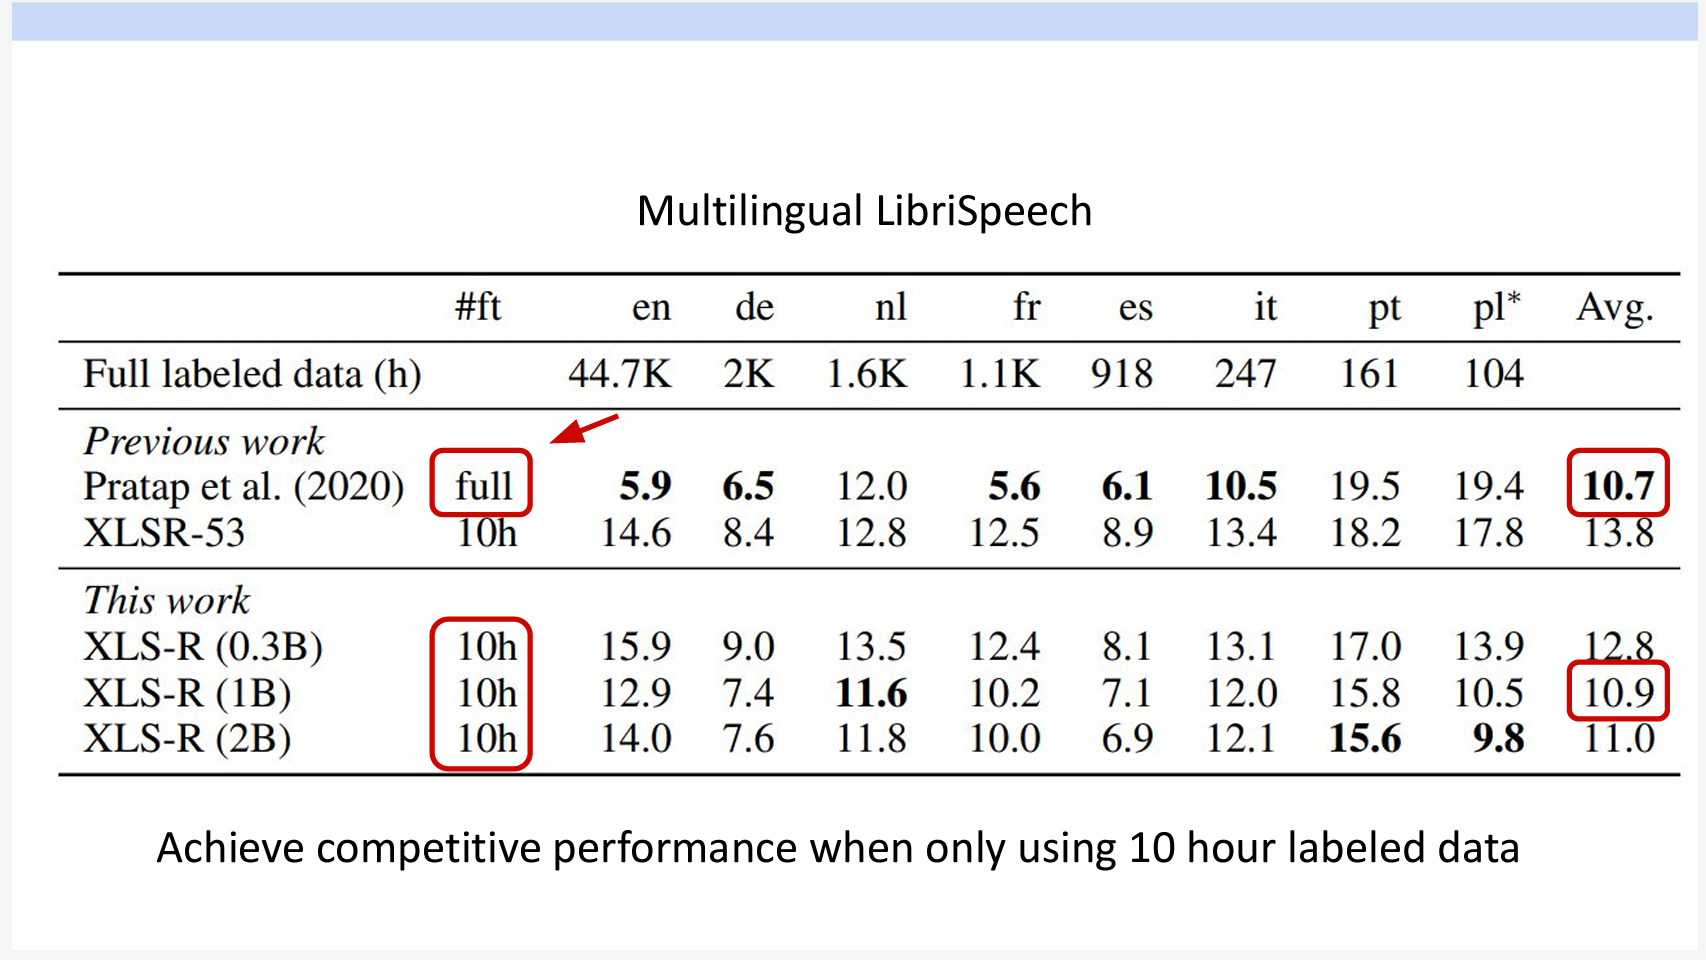 Multilingual LibriSpeech
#ft en de nl fr es it pt pl* Avg.
Full labeled data (h) 44.7K 2K 1.6K 1.1K 918 247 161 104
Previous work
Pratap et al. (2020) full 5.9 6.5 12.0 5.6 6.1 10.5 19.5 19.4 10.7
XLSR-53 10h 14.6 8.4 12.8 12.5 8.9 13.4 18.2 17.8 13.8
This work
XLS-R (0.3B) 10h 15.9 9.0 13.5 12.4 8.1 13.1 17.0 13.9 12.8
XLS-R (1B) 10h 12.9 7.4 11.6 10.2 7.1 12.0 15.8 10.5 10.9
XLS-R (2B) 10h 14.0 7.6 11.8 10.0 6.9 12.1 15.6 9.8 11.0
Achieve competitive performance when only using 10 hour labeled data